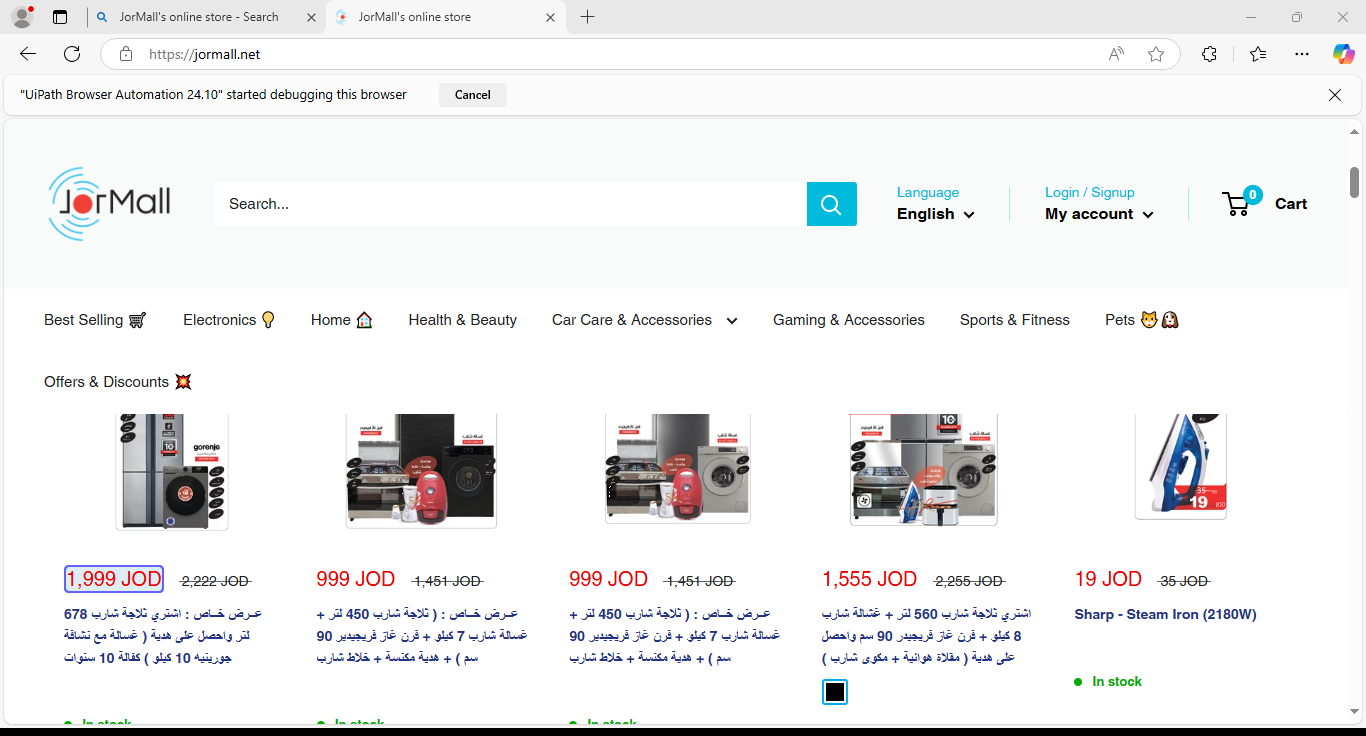 JorMall's online store - Search
JorMall's online store
https://jormall.net
"UiPath Browser Automation 24.10" started debugging this browser
Cancel
JorMall
Search...
Language
English
Login / Signup
My account
0
Cart
Best Selling
Electronics
Home
Health & Beauty
Car Care & Accessories
Gaming & Accessories
Sports & Fitness
Pets
Offers & Discounts
gorenje
35
19
1,999 JOD 2,222 JOD
عرض خاص : اشتري ثلاجة شارب 678
لتر واحصل على هدية ( غسالة مع نشافة
جورينيه 10 كيلو ) كفالة 10 سنوات
In stock
999 JOD 1,451 JOD
عرض خاص : ( ثلاجة شارب 450 لتر +
غسالة شارب 7 كيلو + فرن غاز فريجيدير 90
سم ) + هدية مكنسة + خلاط شارب
In stock
999 JOD 1,451 JOD
عرض خاص : ( ثلاجة شارب 450 لتر +
غسالة شارب 7 كيلو + فرن غاز فريجيدير 90
سم ) + هدية مكنسة + خلاط شارب
In stock
1,555 JOD 2,255 JOD
اشتري ثلاجة شارب 560 لتر + غسالة شارب
8 كيلو + فرن غاز فريجيدر 90 سم واحصل
على هدية ( مقلاة هوائية + مكوى شارب )
19 JOD 35 JOD
Sharp - Steam Iron (2180W)
In stock